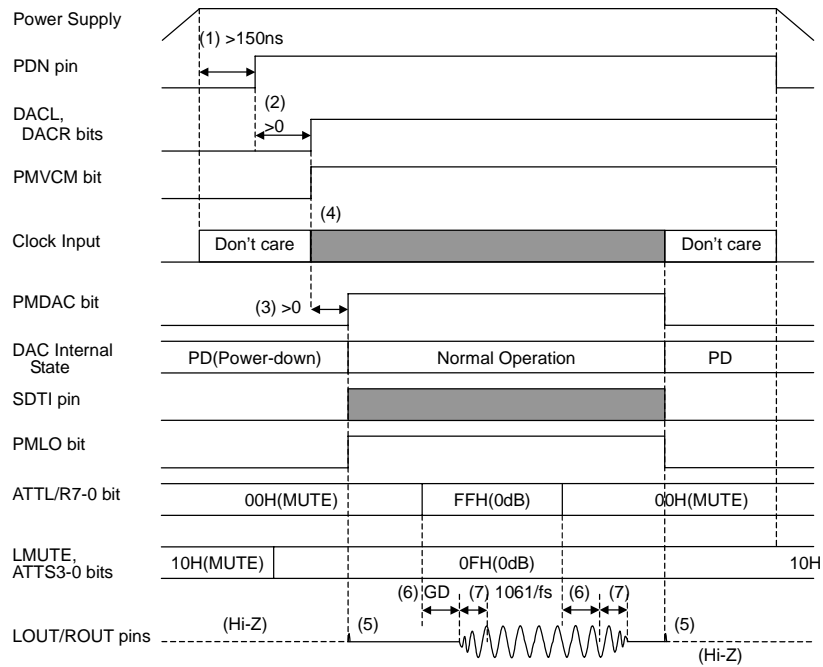 Power Supply
(1) >150ns
PDN pin
DACL,
DACR bits
(2)
>0
PMVCM bit
(4)
Clock Input
Don't care
Don't care
PMDAC bit
(3) >0
DAC Internal
State
PD(Power-down)
Normal Operation
PD
SDTI pin
PMLO bit
ATTL/R7-0 bit
00H(MUTE)
FFH(0dB)
00H(MUTE)
LMUTE,
ATTS3-0 bits
10H(MUTE)
0FH(0dB)
10H
(6) GD (7) 1061/fs (6) (7)
LOUT/ROUT pins
(Hi-Z)
(5)
(5)
(Hi-Z)